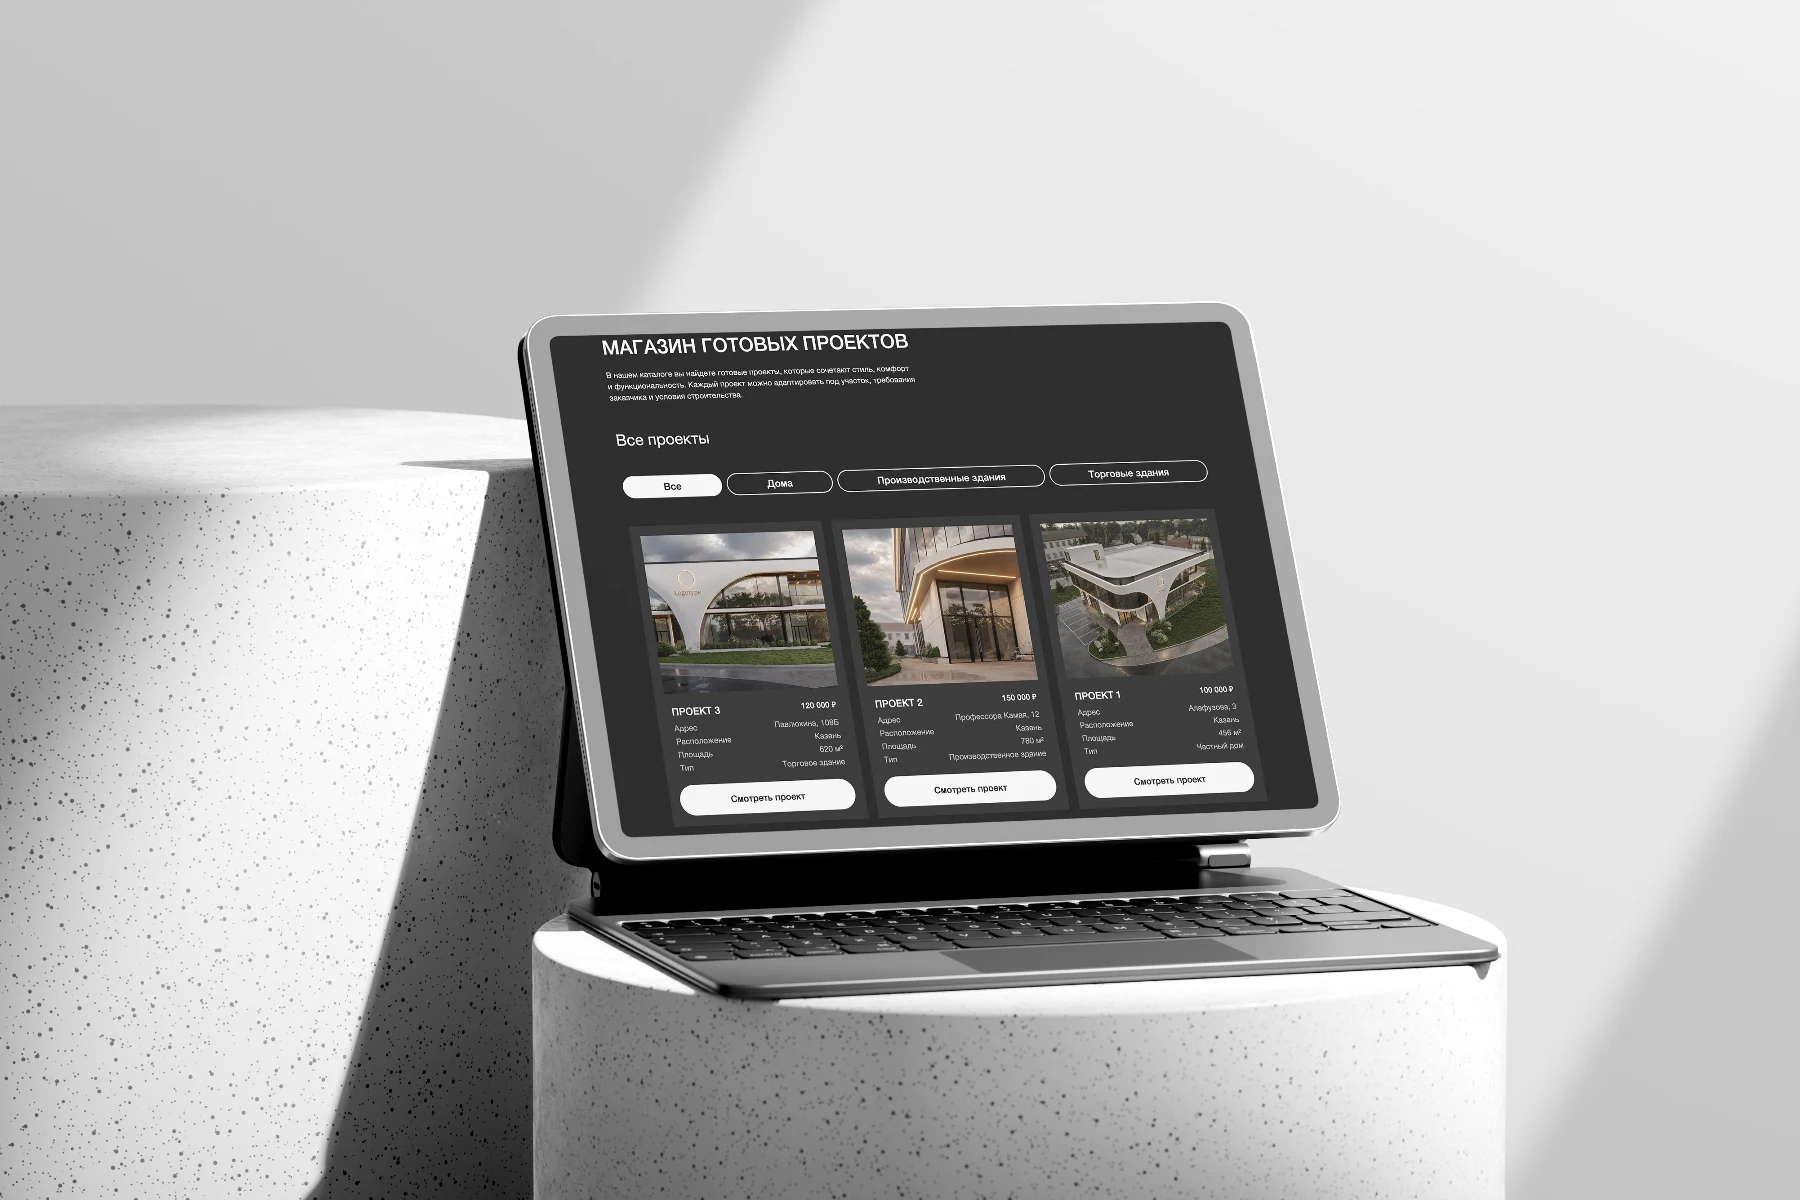 МАГАЗИН ГОТОВЫХ ПРОЕКТОВ
В нашем каталоге вы найдете готовые проекты, которые сочетают стиль, комфорт
и функциональность. Каждый проект можно адаптировать под участок, требования
заказчика и условия строительства.
Все проекты
Все
Дома
Производственные здания
Торговые здания
Logotype
ПРОЕКТ 3 120 000 ₽
Адрес Павлюхина, 108Б
Расположение Казань
Площадь 620 м²
Тип Торговое здание
Смотреть проект
ПРОЕКТ 2 150 000 ₽
Адрес Профессора Камая, 12
Расположение Казань
Площадь 780 м²
Тип Производственное здание
Смотреть проект
ПРОЕКТ 1 100 000 ₽
Адрес Алафузова, 3
Расположение Казань
Площадь 456 м²
Тип Частный дом
Смотреть проект